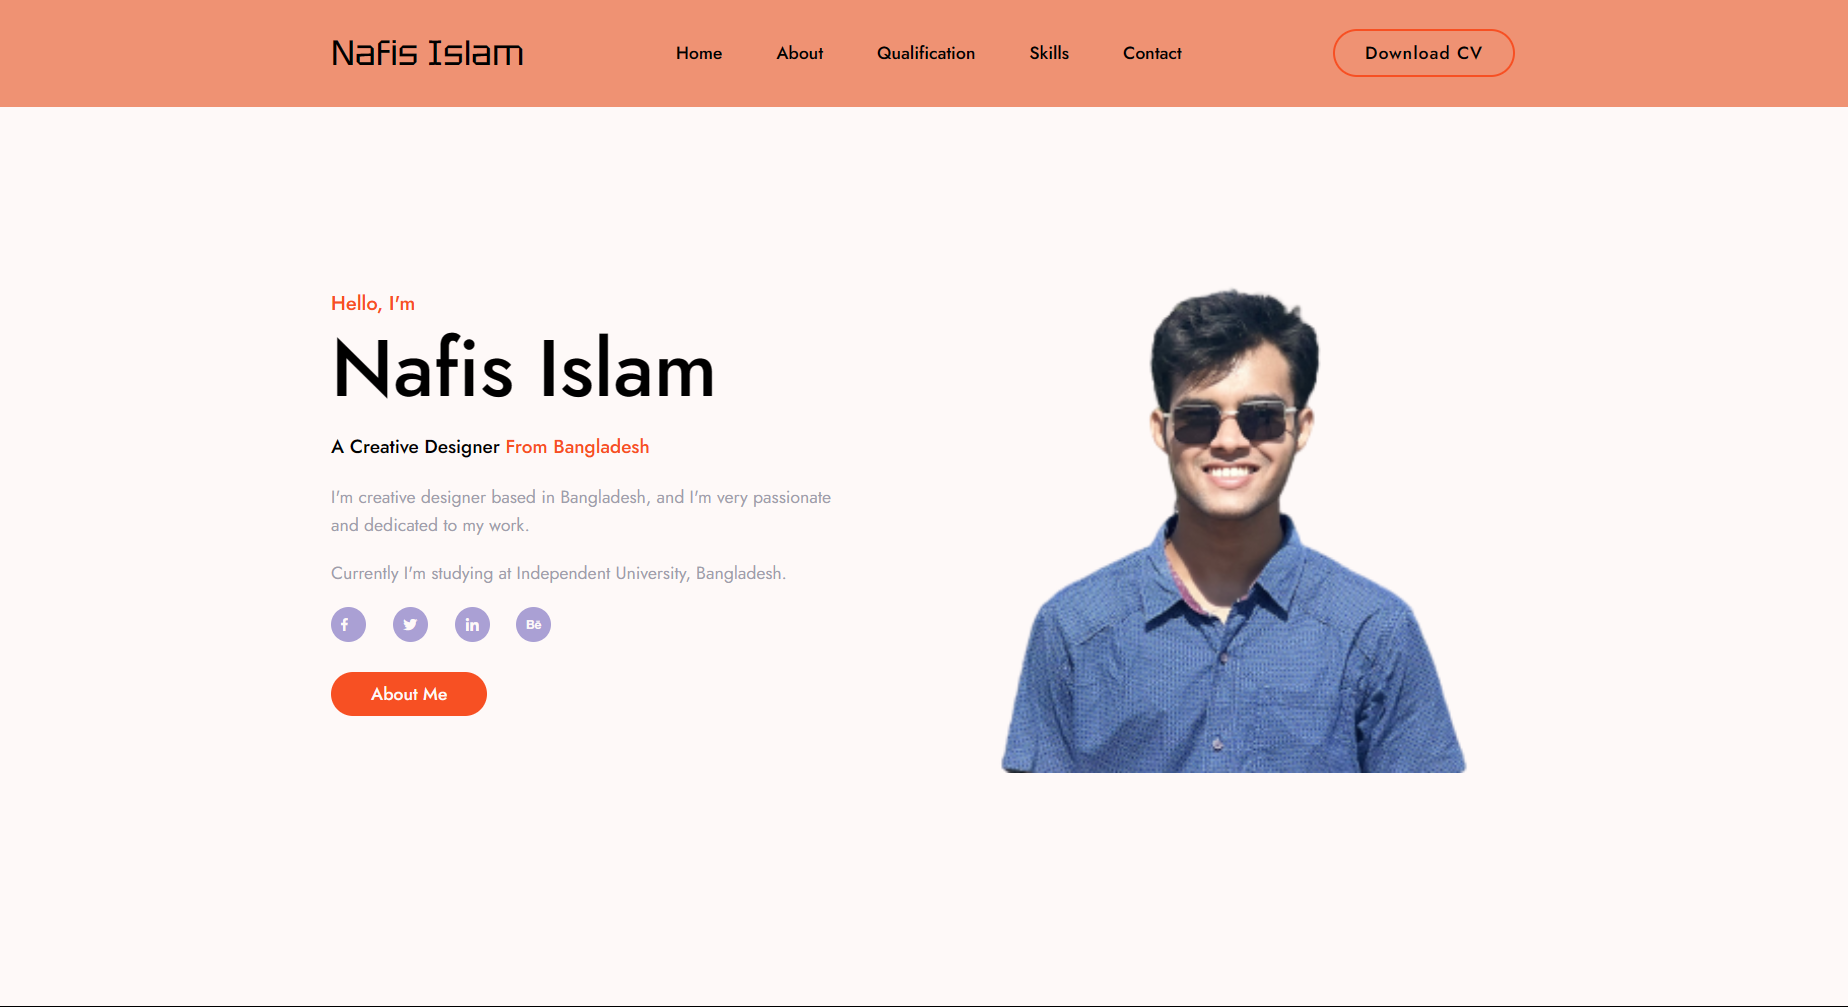 Nafis Islam
Home
About
Qualification
Skills
Contact
Download CV
Hello, I'm
Nafis Islam
A Creative Designer From Bangladesh
I'm creative designer based in Bangladesh, and I'm very passionate
and dedicated to my work.
Currently I'm studying at Independent University, Bangladesh.
f
in
Bē
About Me